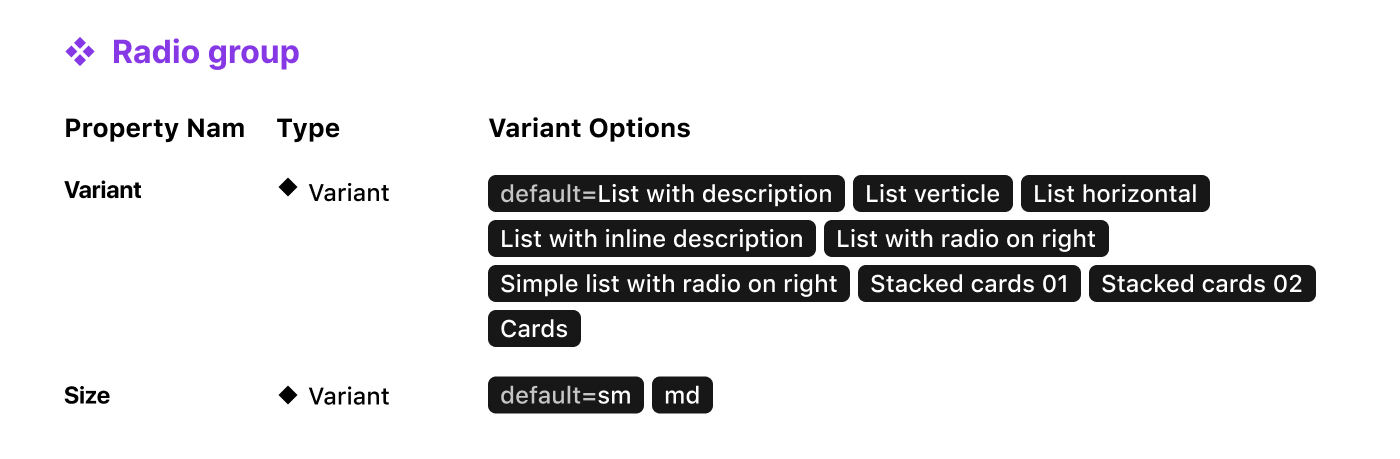 Radio group
Property Nam Type Variant Options
Variant Variant default=List with description List verticle List horizontal
List with inline description List with radio on right
Simple list with radio on right Stacked cards 01 Stacked cards 02
Cards
Size Variant default=sm md